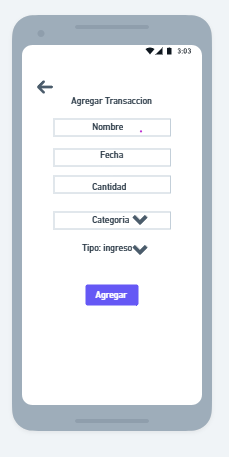 3:03
Agregar Transaccion
Nombre
Fecha
Cantidad
Categoria
Tipo: ingreso
Agregar